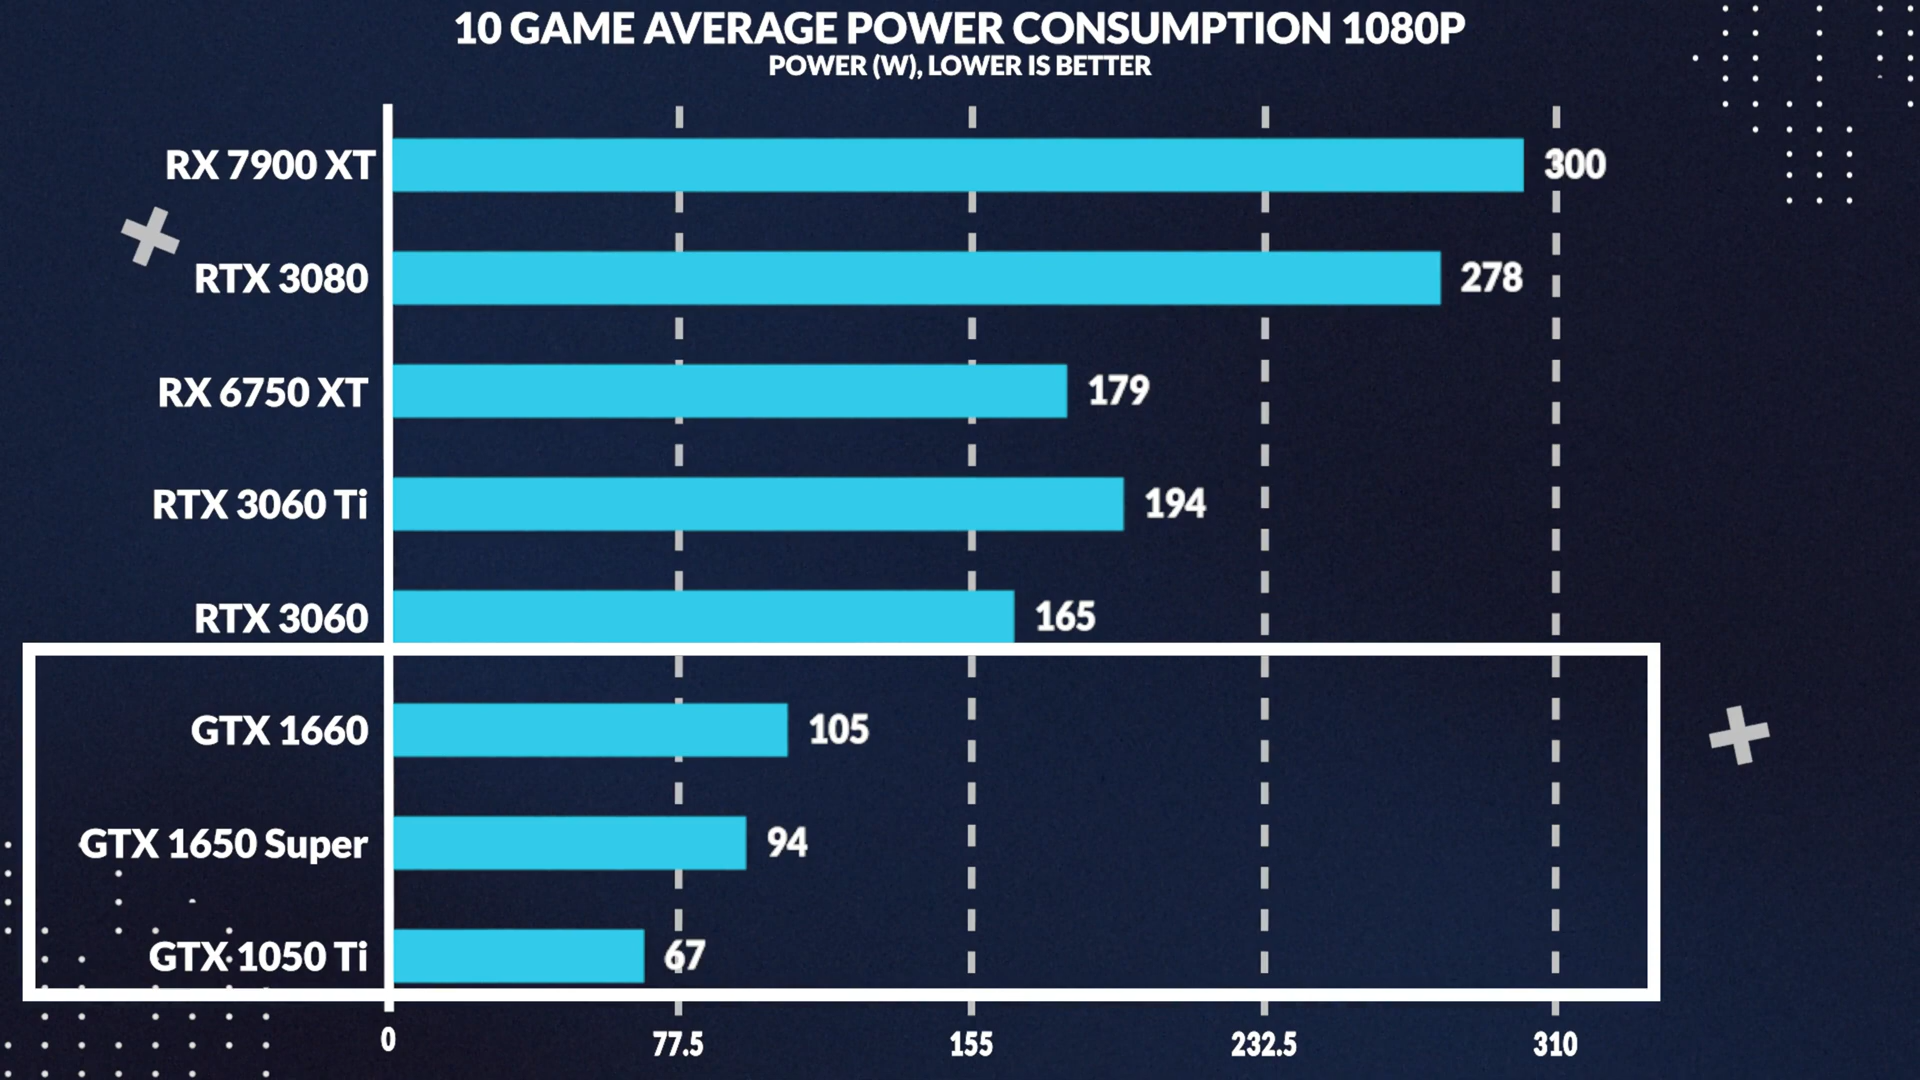 10 GAME AVERAGE POWER CONSUMPTION 1080P
POWER (W), LOWER IS BETTER
RX 7900 XT 300
RTX 3080 278
RX 6750 XT 179
RTX 3060 Ti 194
RTX 3060 165
GTX 1660 105
GTX 1650 Super 94
GTX 1050 Ti 67
0 77.5 155 232.5 310